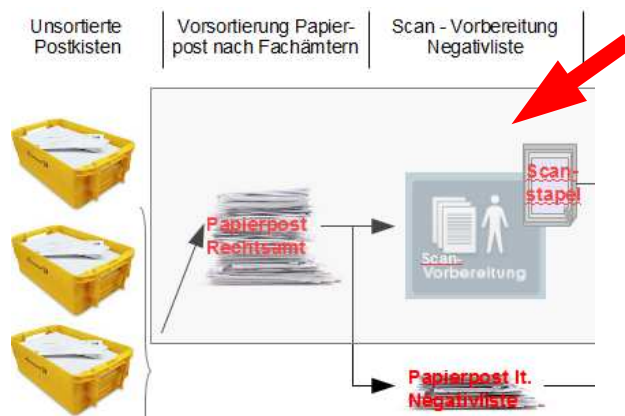 Unsortierte
Postkisten
Vorsortierung Papier-
post nach Fachämtern
Scan - Vorbereitung
Negativliste
Scan-
stapel
Papierpost
Rechtsamt
Scan-
Vorbereitung
Papierpost lt.
Negativliste